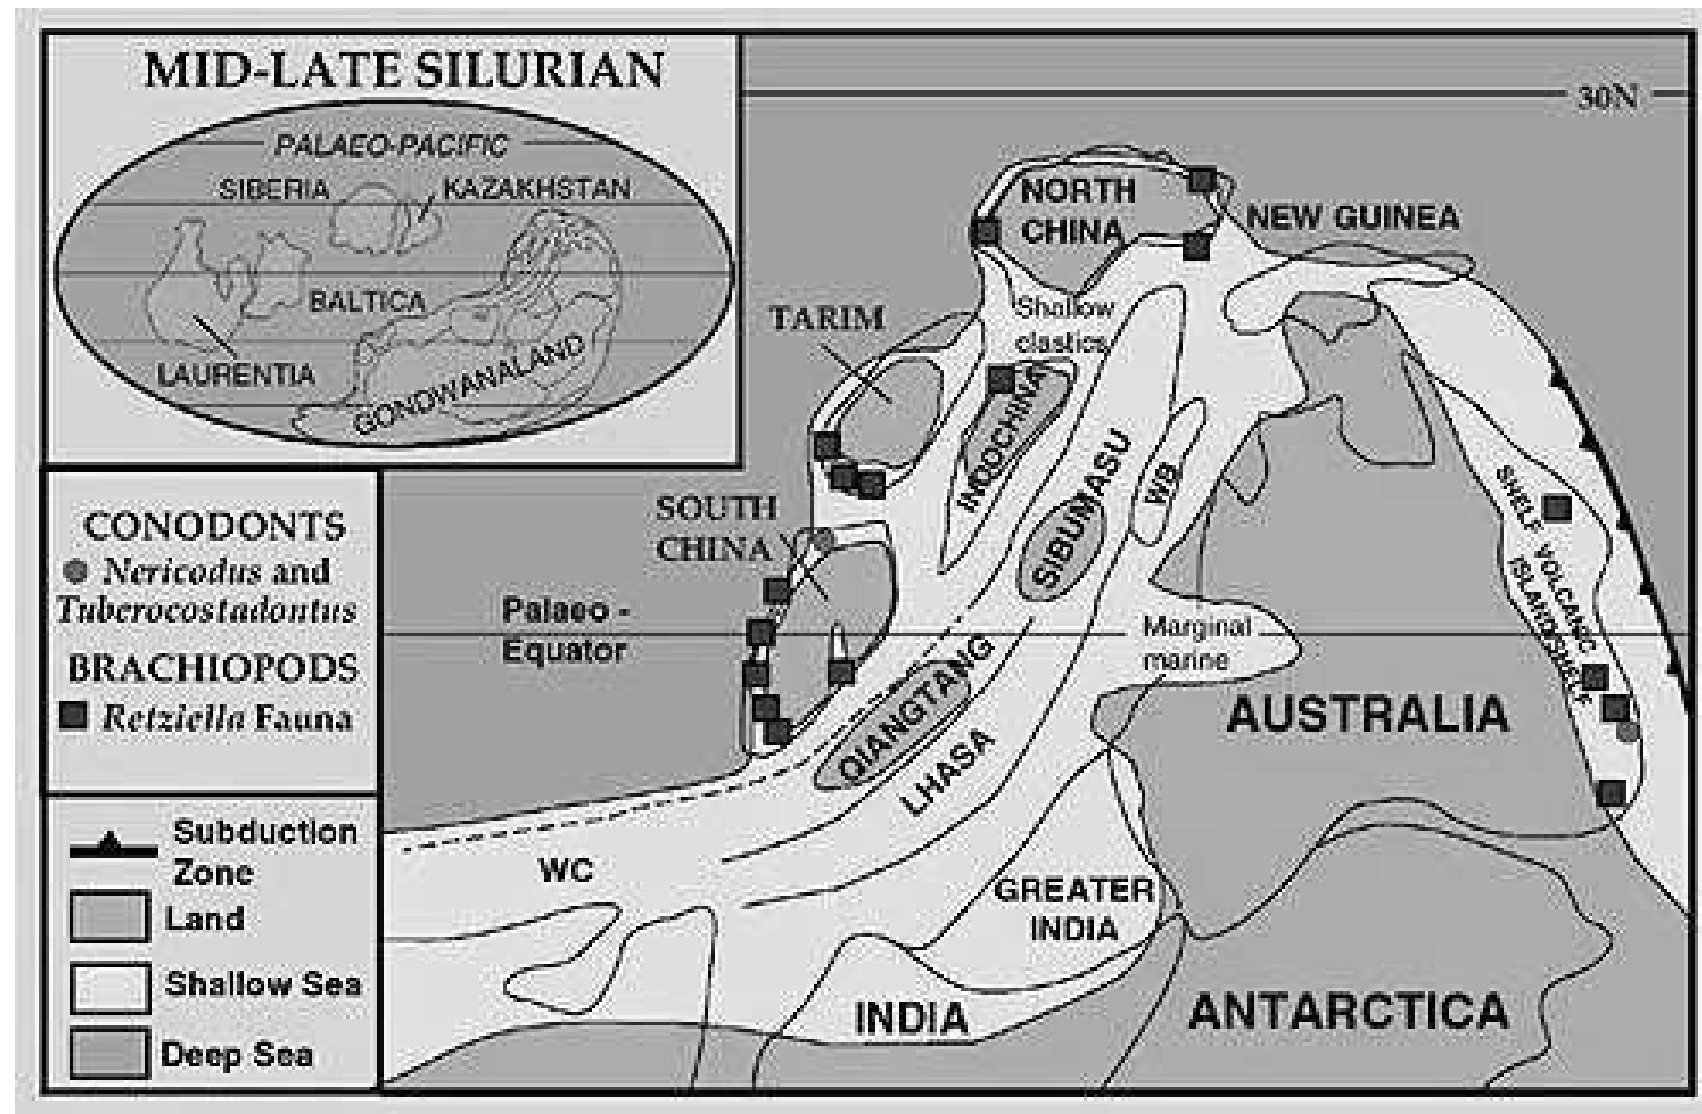 MID-LATE SILURIAN
PALAEO-PACIFIC
SIBERIA
KAZAKHSTAN
BALTICA
LAURENTIA
GONDWANALAND
CONODONTS
Nericodus and
Tuberocostadontus
BRACHIOPODS
Retziella Fauna
Subduction
Zone
Land
Shallow Sea
Deep Sea
30N
NORTH
CHINA
NEW GUINEA
TARIM
Shallow
clastics
INDOCHINA
SOUTH
CHINA
SIBUMASU
WB
SHELF
VOLCANIC
ISLANDS/SHELF
Palaeo -
Equator
Marginal
marine
QIANGTANG
LHASA
AUSTRALIA
WC
GREATER
INDIA
INDIA
ANTARCTICA